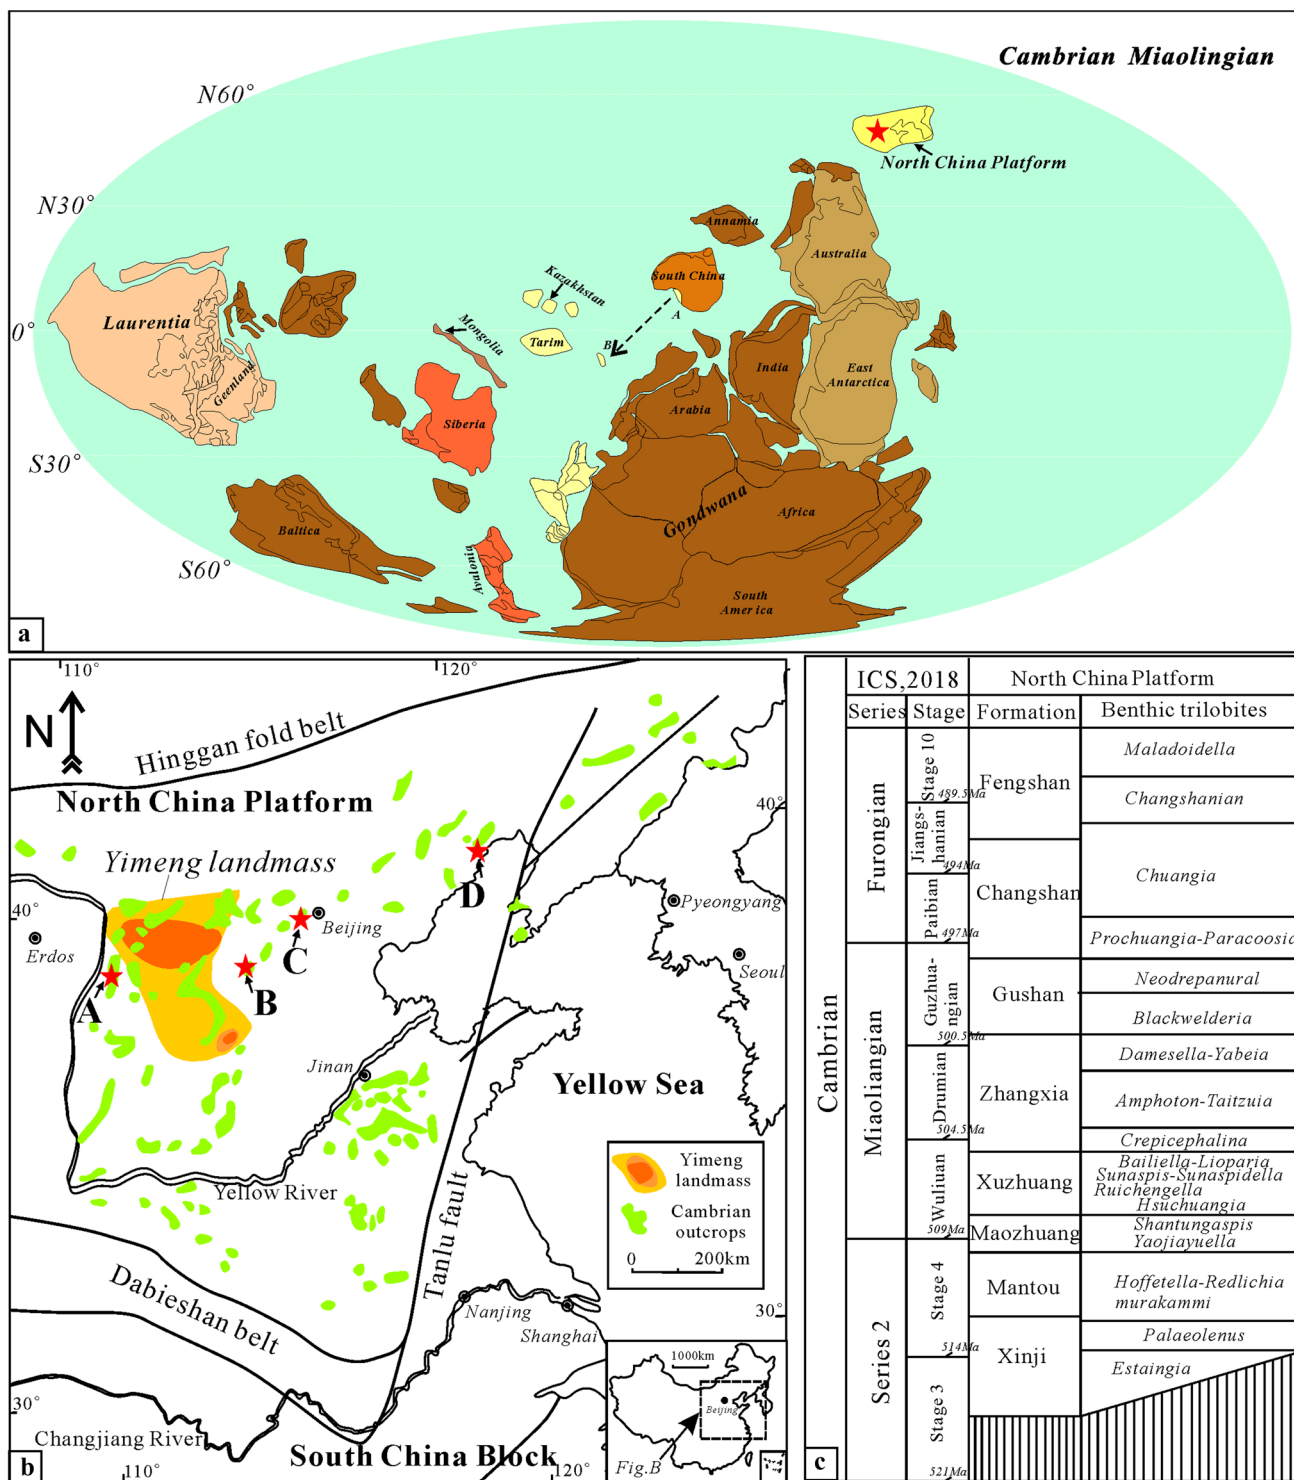 Cambrian Miaolingian
N60°
North China Platform
N30°
Annamia
Australia
South China
Kazakhstan
A
Laurentia
0°
Mongolia
Tarim
B
India
East
Antarctica
Geenland
Arabia
Siberia
S30°
Gondwana
Africa
Baltica
Avalonia
S60°
South
America
a
110°
120°
N
Hinggan fold belt
North China Platform
40°
Yimeng landmass
D
Pyeongyang
40°
Beijing
Erdos
C
Seoul
A
B
Jinan
Yellow Sea
Yimeng
landmass
Yellow River
Cambrian
outcrops
0
200km
Tanlu fault
Dabieshan belt
Nanjing
Shanghai
30°
1000km
30°
Beijing
Changjiang River
South China Block
Fig.B
b
110°
120°
ICS,2018
North China Platform
Series
Stage
Formation
Benthic trilobites
Cambrian
Furongian
Stage 10
489.5Ma
Jiangs-
hanian
494Ma
Paibian
497Ma
Fengshan
Changshan
Maladoidella
Changshanian
Chuangia
Prochuangia-Paracoosia
Miaoliangian
Guzhua-
ngian
500.5Ma
Drumian
504.5Ma
Wuliuan
509Ma
Gushan
Zhangxia
Xuzhuang
Maozhuang
Neodrepanural
Blackwelderia
Damesella-Yabeia
Amphoton-Taitzuia
Crepicephalina
Bailiella-Lioparia
Sunaspis-Sunaspidella
Ruichengella
Hsuchuangia
Shantungaspis
Yaojiayuella
Series 2
Stage 4
514Ma
Stage 3
521Ma
Mantou
Xinji
Hoffetella-Redlichia
murakammi
Palaeolenus
Estaingia
c